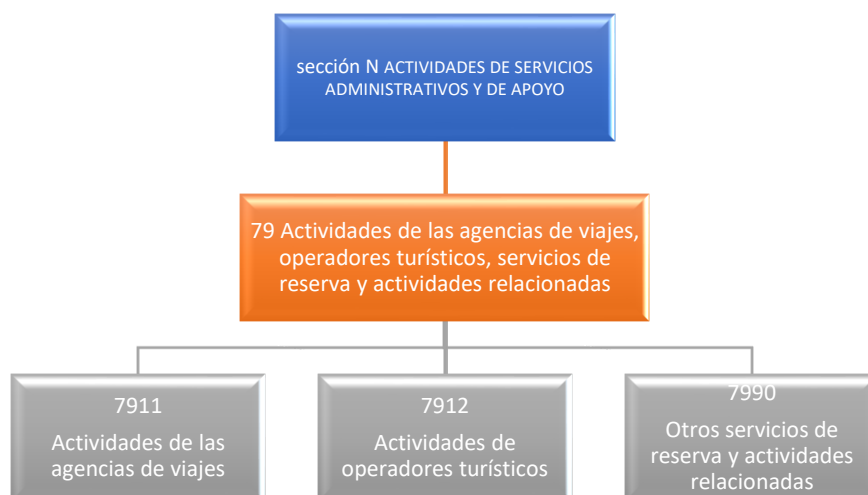 sección N ACTIVIDADES DE SERVICIOS
ADMINISTRATIVOS Y DE APOYO
79 Actividades de las agencias de viajes,
operadores turísticos, servicios de
reserva y actividades relacionadas
7911
Actividades de las
agencias de viajes
7912
Actividades de
operadores turísticos
7990
Otros servicios de
reserva y actividades
relacionadas